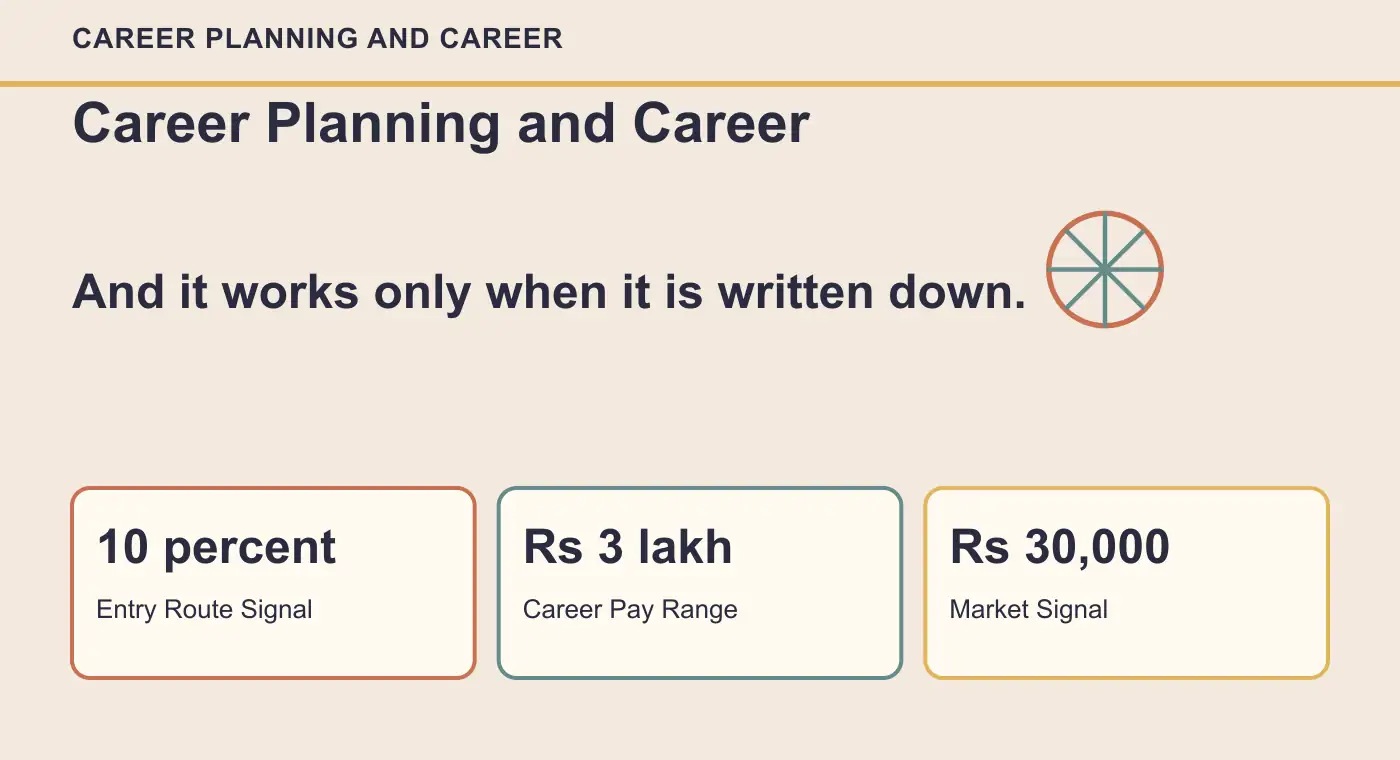 CAREER PLANNING AND CAREER
Career Planning and Career
And it works only when it is written down.
10 percent
Entry Route Signal
Rs 3 lakh
Career Pay Range
Rs 30,000
Market Signal